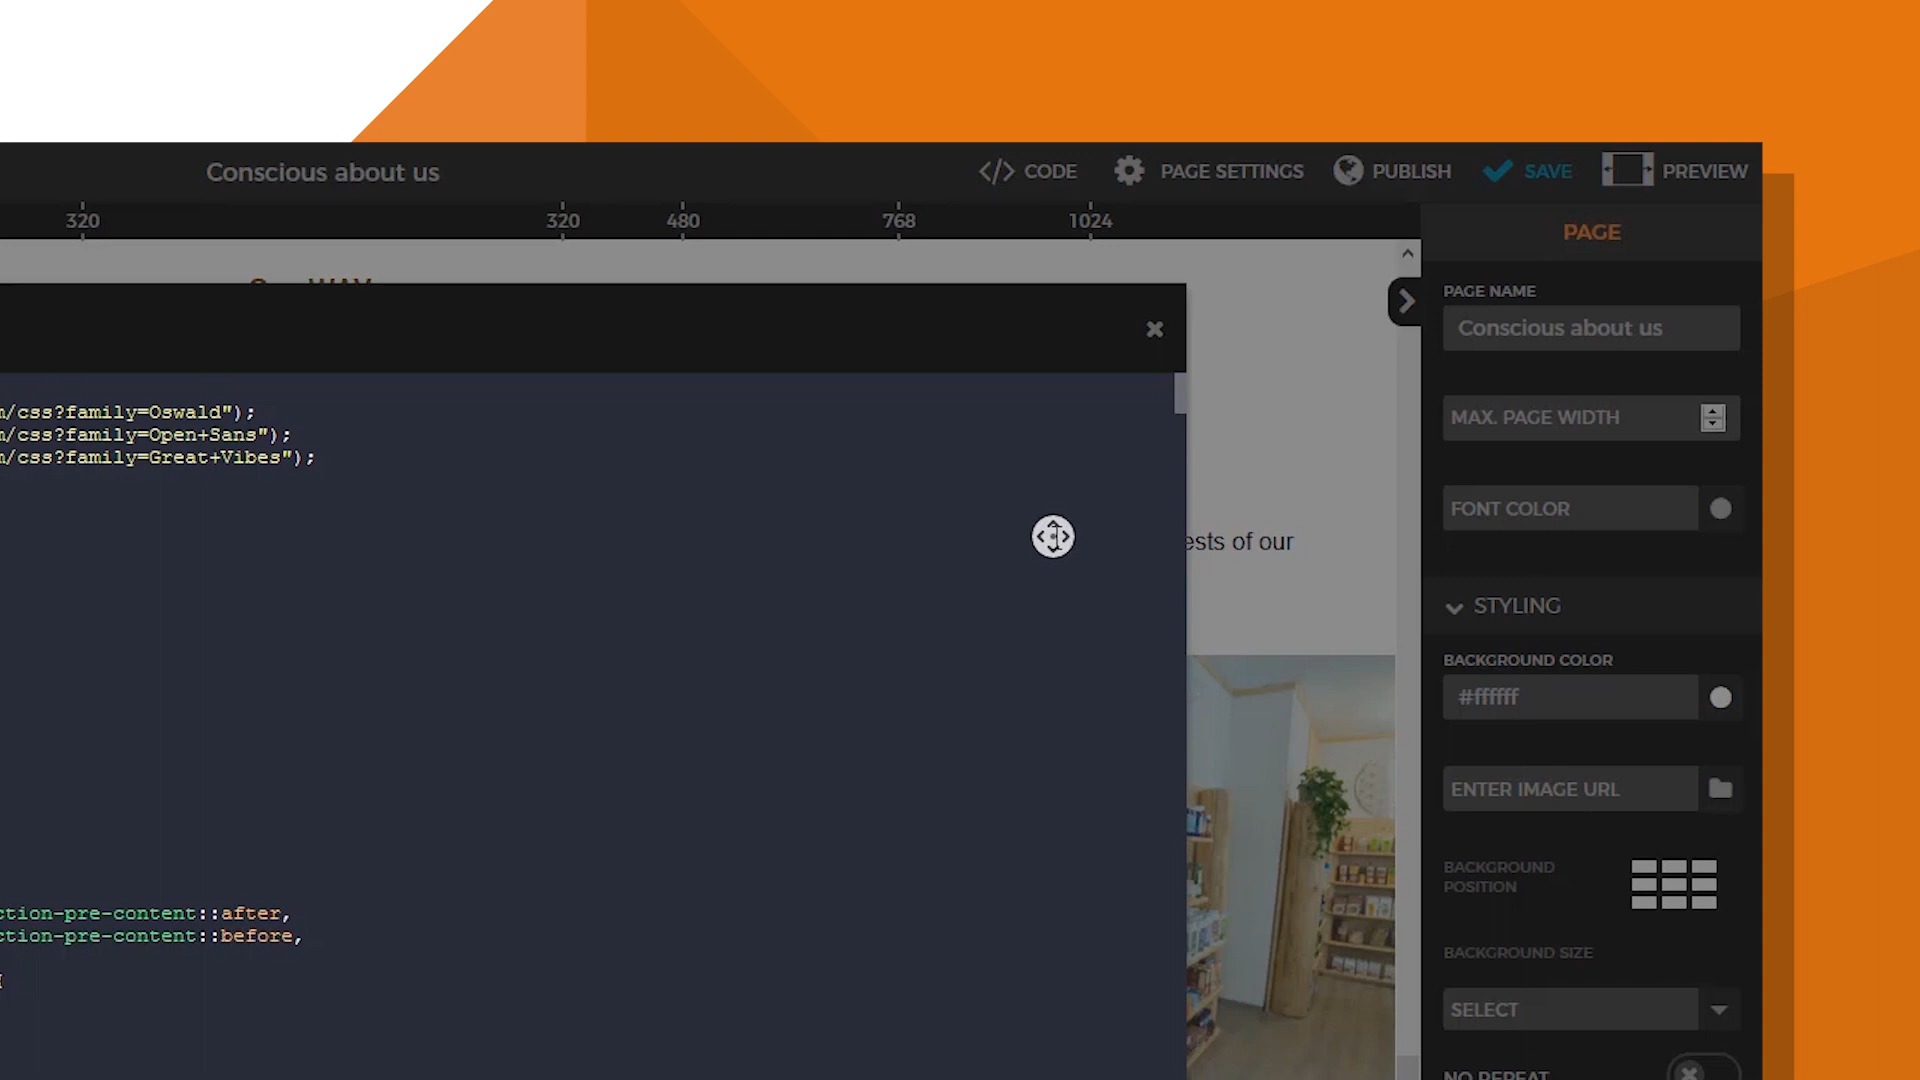 Conscious about us
CODE
PAGE SETTINGS
PUBLISH
SAVE
PREVIEW
320
320
480
768
1024
PAGE
PAGE NAME
Conscious about us
m/css?family=Oswald");
m/css?family=Open+Sans");
m/css?family=Great+Vibes");
MAX. PAGE WIDTH
FONT COLOR
ests of our
STYLING
BACKGROUND COLOR
#ffffff
ENTER IMAGE URL
BACKGROUND
POSITION
ction-pre-content::after,
ction-pre-content::before,
BACKGROUND SIZE
SELECT
NO REPEAT